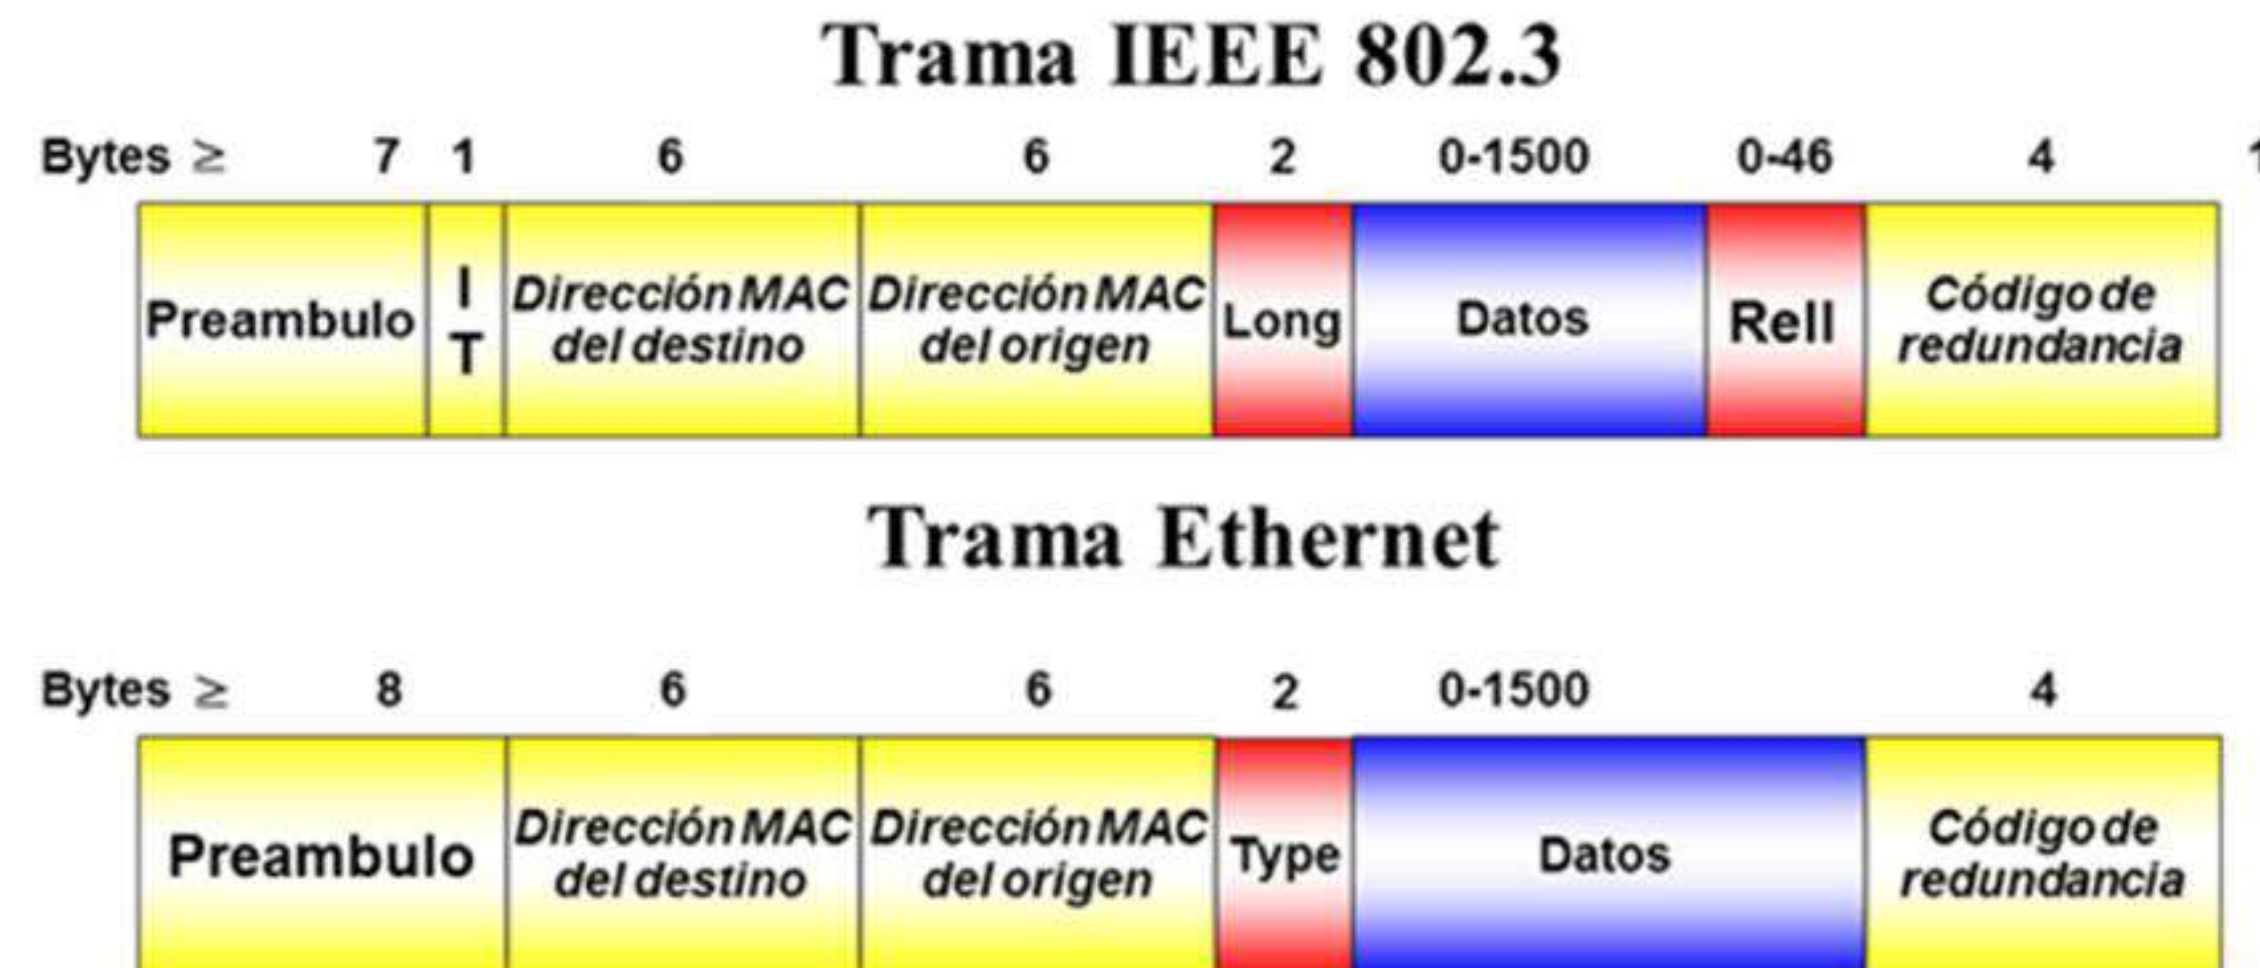 Trama IEEE 802.3
Bytes ≥ 7 1 6 6 2 0-1500 0-46 4 1
Preambulo
I
T
Dirección MAC
del destino
Dirección MAC
del origen
Long
Datos
Rell
Código de
redundancia
Trama Ethernet
Bytes ≥ 8 6 6 2 0-1500 4
Preambulo
Dirección MAC
del destino
Dirección MAC
del origen
Type
Datos
Código de
redundancia